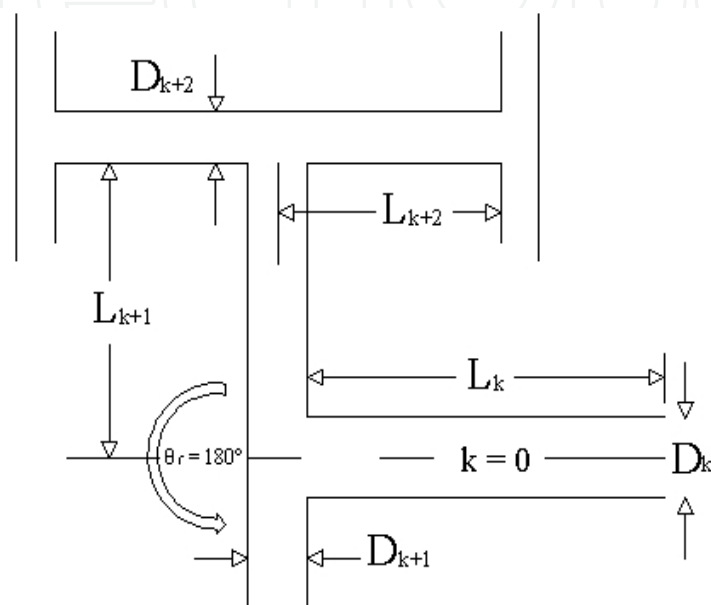 Dk+2
Lk+2
Lk+1
Lk
θr = 180°
k = 0
Dk
Dk+1